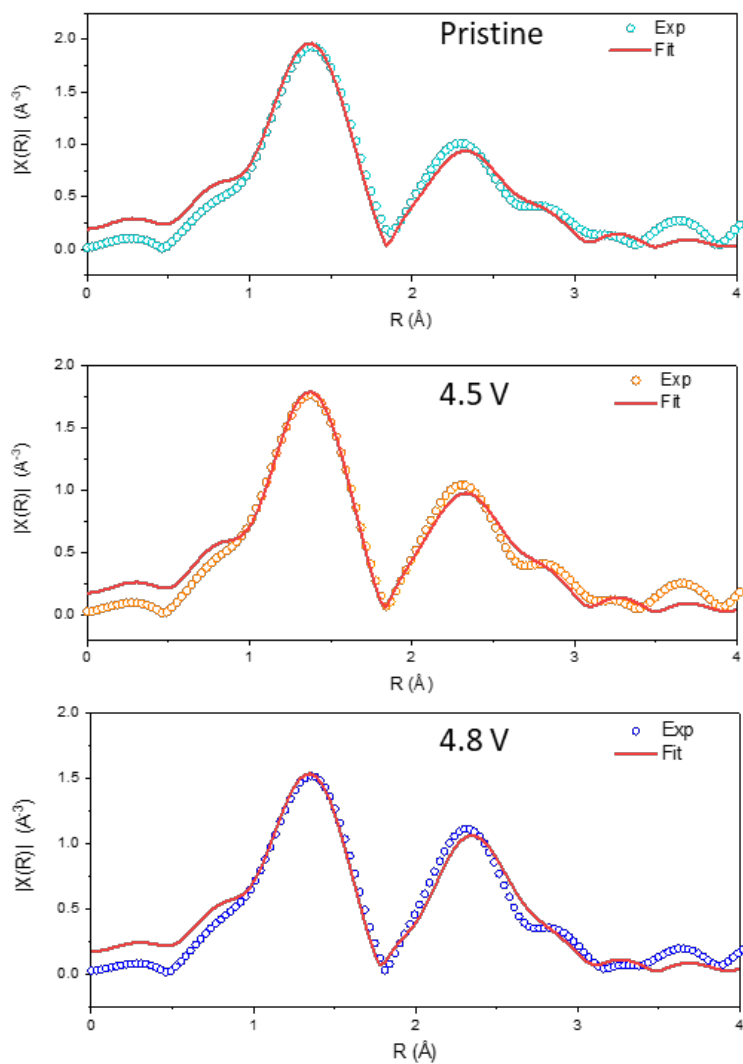 Pristine
Exp
Fit
2.0
1.5
1.0
0.5
0.0
|X(R)| (A⁻³)
0 1 2 3 4
R (Å)
4.5 V
Exp
Fit
2.0
1.5
1.0
0.5
0.0
|X(R)| (A⁻³)
0 1 2 3 4
R (Å)
4.8 V
Exp
Fit
2.0
1.5
1.0
0.5
0.0
|X(R)| (A⁻³)
0 1 2 3 4
R (Å)